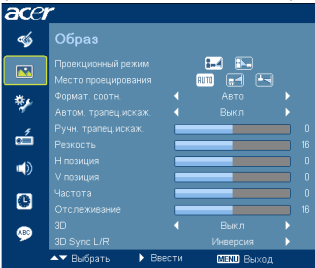 acer
Образ
Проекционный режим
Место проецирования AUTO
Формат. соотн. Авто
Автом. трапец.искаж. Выкл
Ручн. трапец.искаж. 0
Резкость 16
H позиция 0
V позиция 0
Частота 0
Отслеживание 16
3D Выкл
3D Sync L/R Инверсия
ABC
Выбрать Ввести MENU Выход